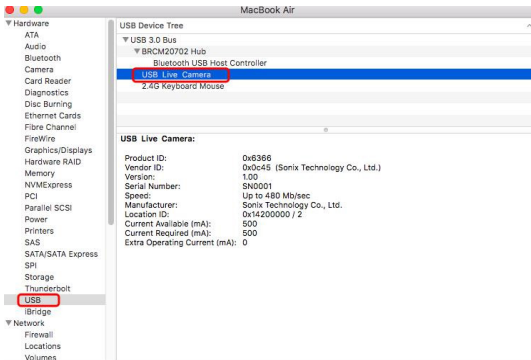 MacBook Air
Hardware
ATA
Audio
Bluetooth
Camera
Card Reader
Diagnostics
Disc Burning
Ethernet Cards
Fibre Channel
FireWire
Graphics/Displays
Hardware RAID
Memory
NVMExpress
PCI
Parallel SCSI
Power
Printers
SAS
SATA/SATA Express
SPI
Storage
Thunderbolt
USB
iBridge
Network
Firewall
Locations
Volumes
USB Device Tree
USB 3.0 Bus
BRCM20702 Hub
Bluetooth USB Host Controller
USB Live Camera
2.4G Keyboard Mouse
USB Live Camera:
Product ID: 0x6366
Vendor ID: 0x0c45 (Sonix Technology Co., Ltd.)
Version: 1.00
Serial Number: SN0001
Speed: Up to 480 Mb/sec
Manufacturer: Sonix Technology Co., Ltd.
Location ID: 0x14200000 / 2
Current Available (mA): 500
Current Required (mA): 500
Extra Operating Current (mA): 0